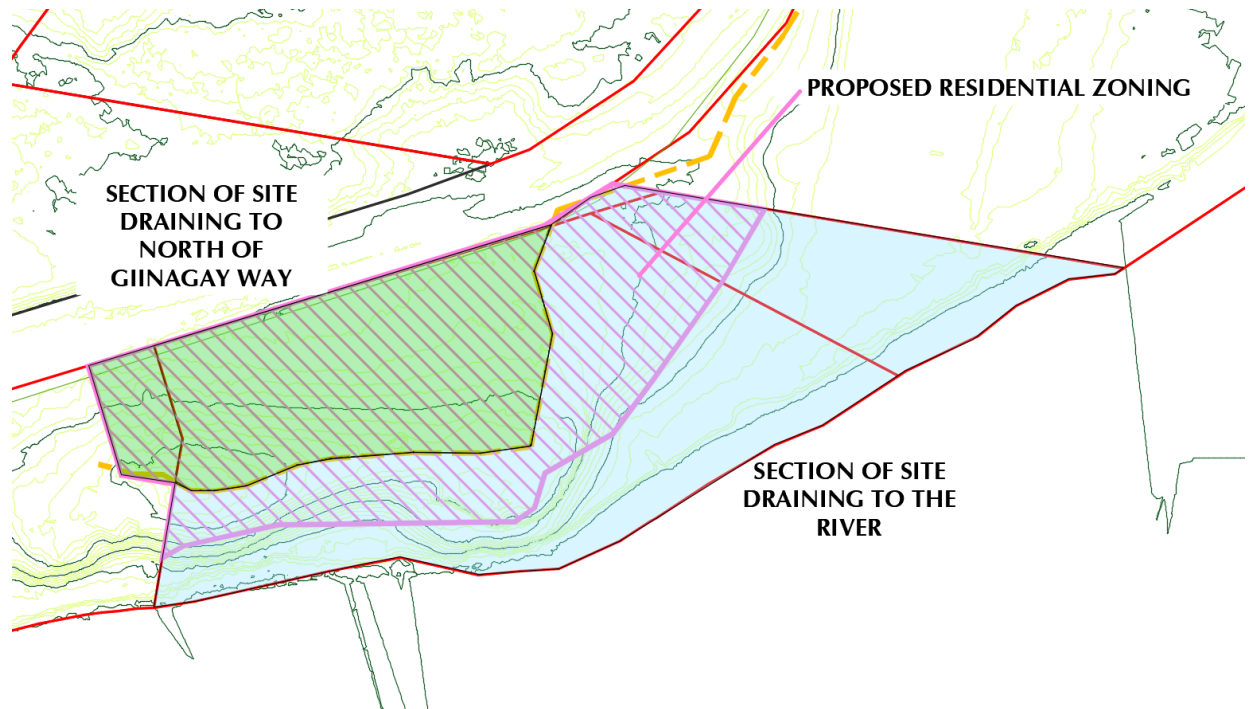 PROPOSED RESIDENTIAL ZONING
SECTION OF SITE
DRAINING TO
NORTH OF
GIINAGAY WAY
SECTION OF SITE
DRAINING TO THE
RIVER